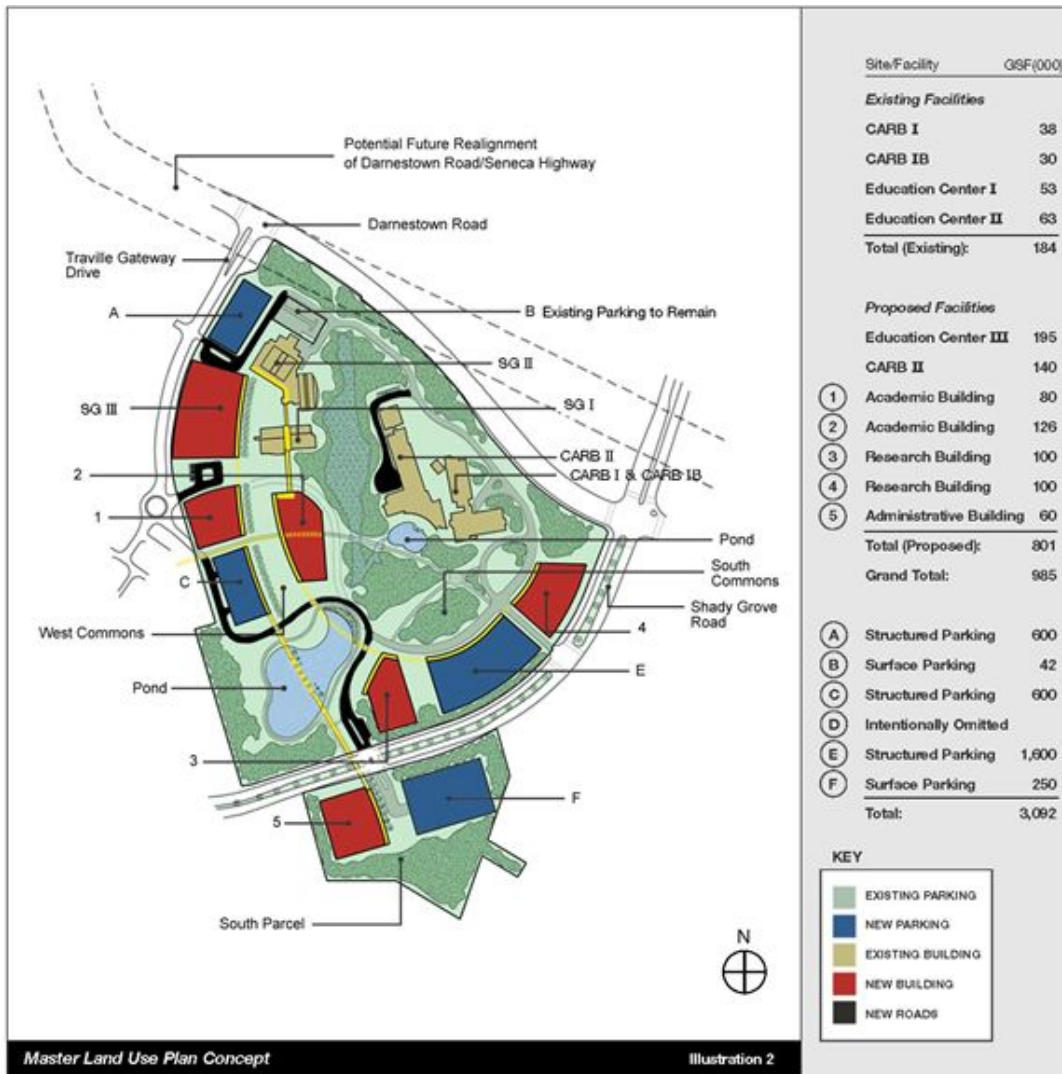 Potential Future Realignment
of Darnestown Road/Seneca Highway
Darnestown Road
Traville Gateway
Drive
A
B Existing Parking to Remain
SG II
SG III
SG I
2
CARB II
CARB I & CARB IB
1
Pond
C
South
Commons
Shady Grove
Road
West Commons
4
E
Pond
3
F
5
South Parcel
N
Master Land Use Plan Concept
Illustration 2
Site/Facility GSF(000)
Existing Facilities
CARB I 38
CARB IB 30
Education Center I 53
Education Center II 63
Total (Existing): 184
Proposed Facilities
Education Center III 195
CARB II 140
1 Academic Building 80
2 Academic Building 126
3 Research Building 100
4 Research Building 100
5 Administrative Building 60
Total (Proposed): 801
Grand Total: 985
A Structured Parking 600
B Surface Parking 42
C Structured Parking 600
D Intentionally Omitted
E Structured Parking 1,600
F Surface Parking 250
Total: 3,092
KEY
EXISTING PARKING
NEW PARKING
EXISTING BUILDING
NEW BUILDING
NEW ROADS